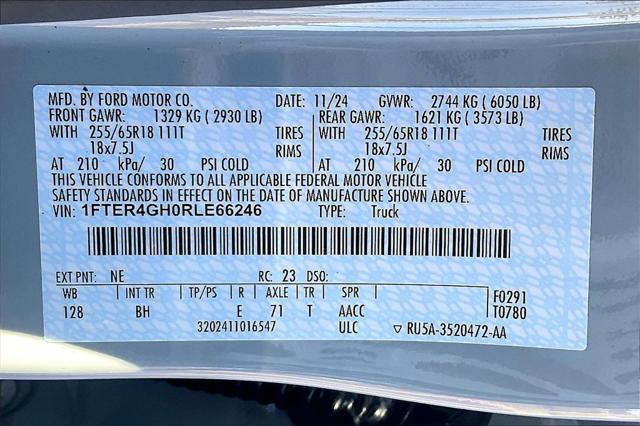 MFD. BY FORD MOTOR CO. DATE: 11/24 GVWR: 2744 KG ( 6050 LB)
FRONT GAWR: 1329 KG ( 2930 LB) REAR GAWR: 1621 KG ( 3573 LB)
WITH 255/65R18 111T TIRES WITH 255/65R18 111T TIRES
18x7.5J RIMS 18x7.5J RIMS
AT 210 kPa/ 30 PSI COLD AT 210 kPa/ 30 PSI COLD
THIS VEHICLE CONFORMS TO ALL APPLICABLE FEDERAL MOTOR VEHICLE
SAFETY STANDARDS IN EFFECT ON THE DATE OF MANUFACTURE SHOWN ABOVE.
VIN: 1FTER4GH0RLE66246 TYPE: Truck
EXT PNT: NE RC: 23 DSO:
WB INT TR TP/PS R AXLE TR SPR F0291
128 BH E 71 T AACC T0780
3202411016547 ULC ▽ RU5A-3520472-AA